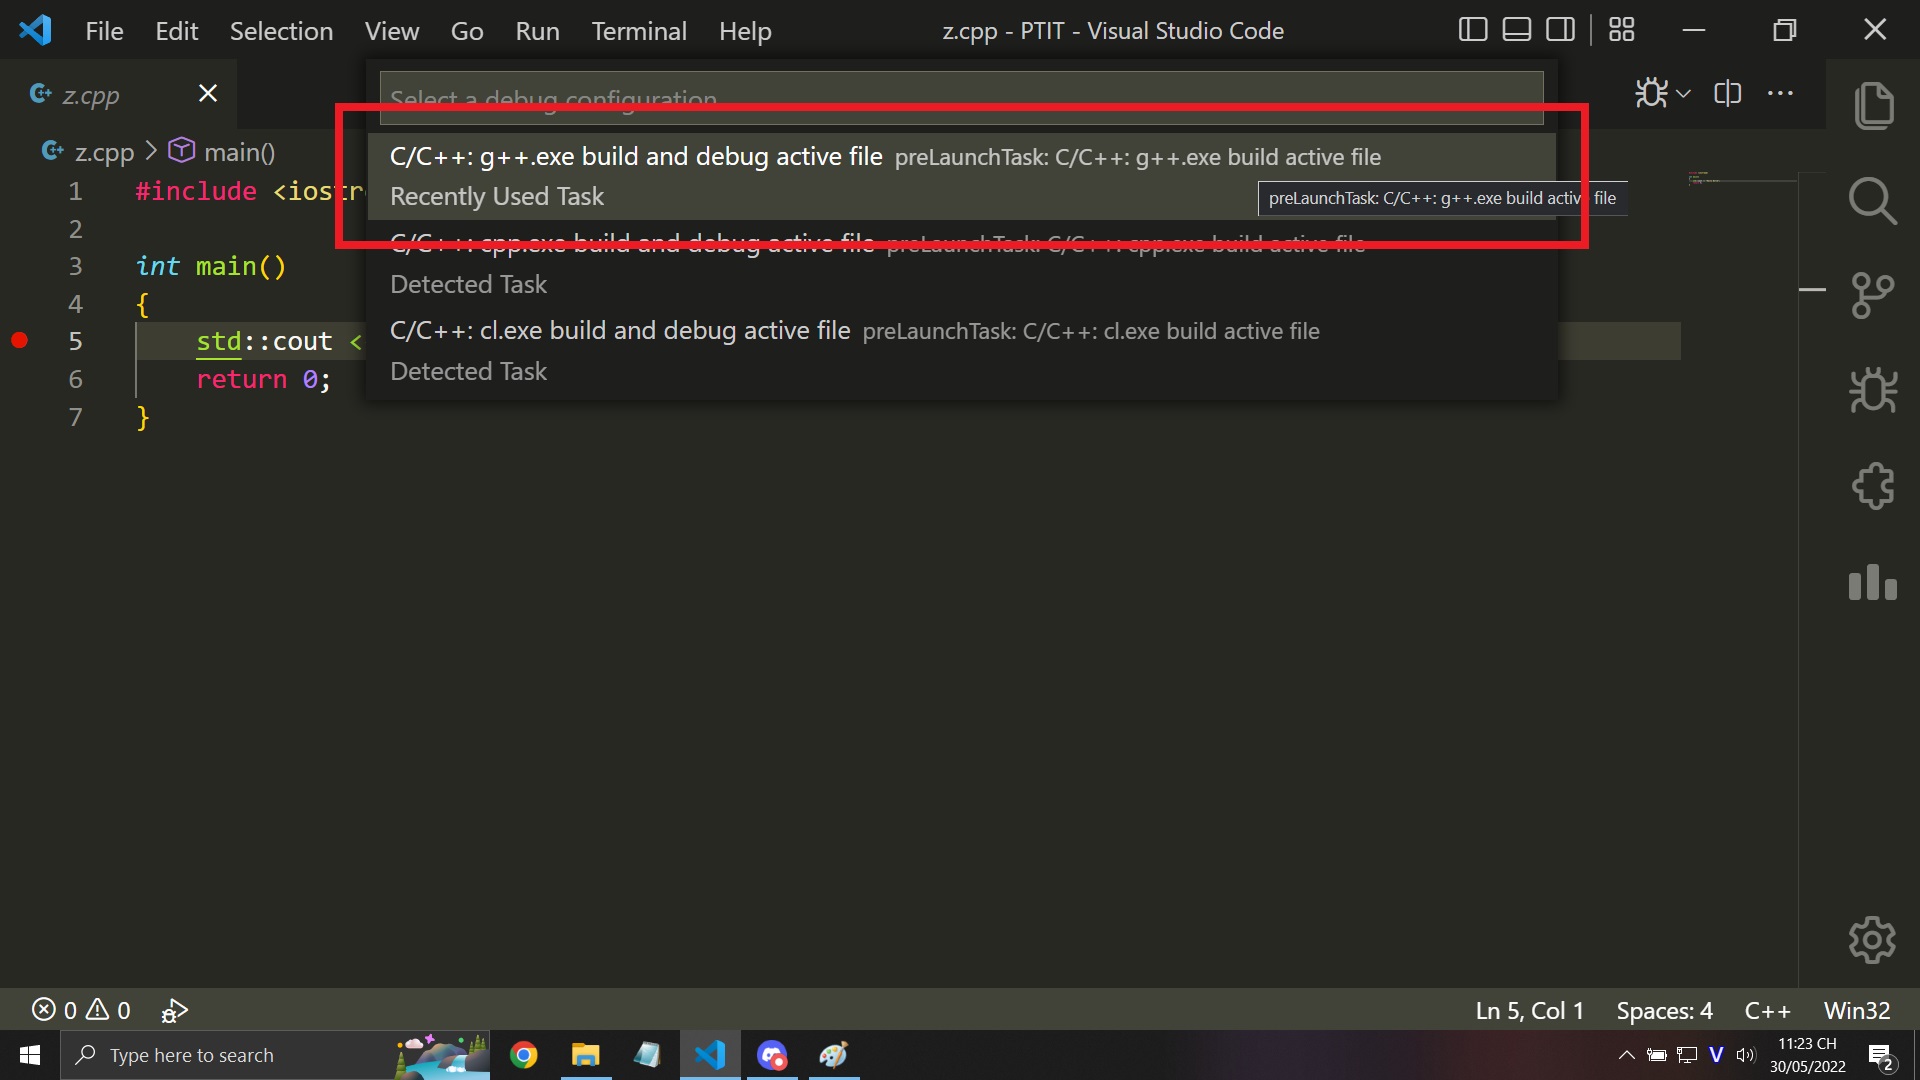 File Edit Selection View Go Run Terminal Help z.cpp - PTIT - Visual Studio Code
z.cpp
Select a debug configuration
z.cpp > main()
C/C++: g++.exe build and debug active file preLaunchTask: C/C++: g++.exe build active file
Recently Used Task
preLaunchTask: C/C++: g++.exe build active file
C/C++: cpp.exe build and debug active file preLaunchTask: C/C++: cpp.exe build active file
Detected Task
C/C++: cl.exe build and debug active file preLaunchTask: C/C++: cl.exe build active file
Detected Task
1 #include <iostr
2
3 int main()
4 {
5 std::cout <
6 return 0;
7 }
0 0 Ln 5, Col 1 Spaces: 4 C++ Win32
Type here to search
V
11:23 CH
30/05/2022
2